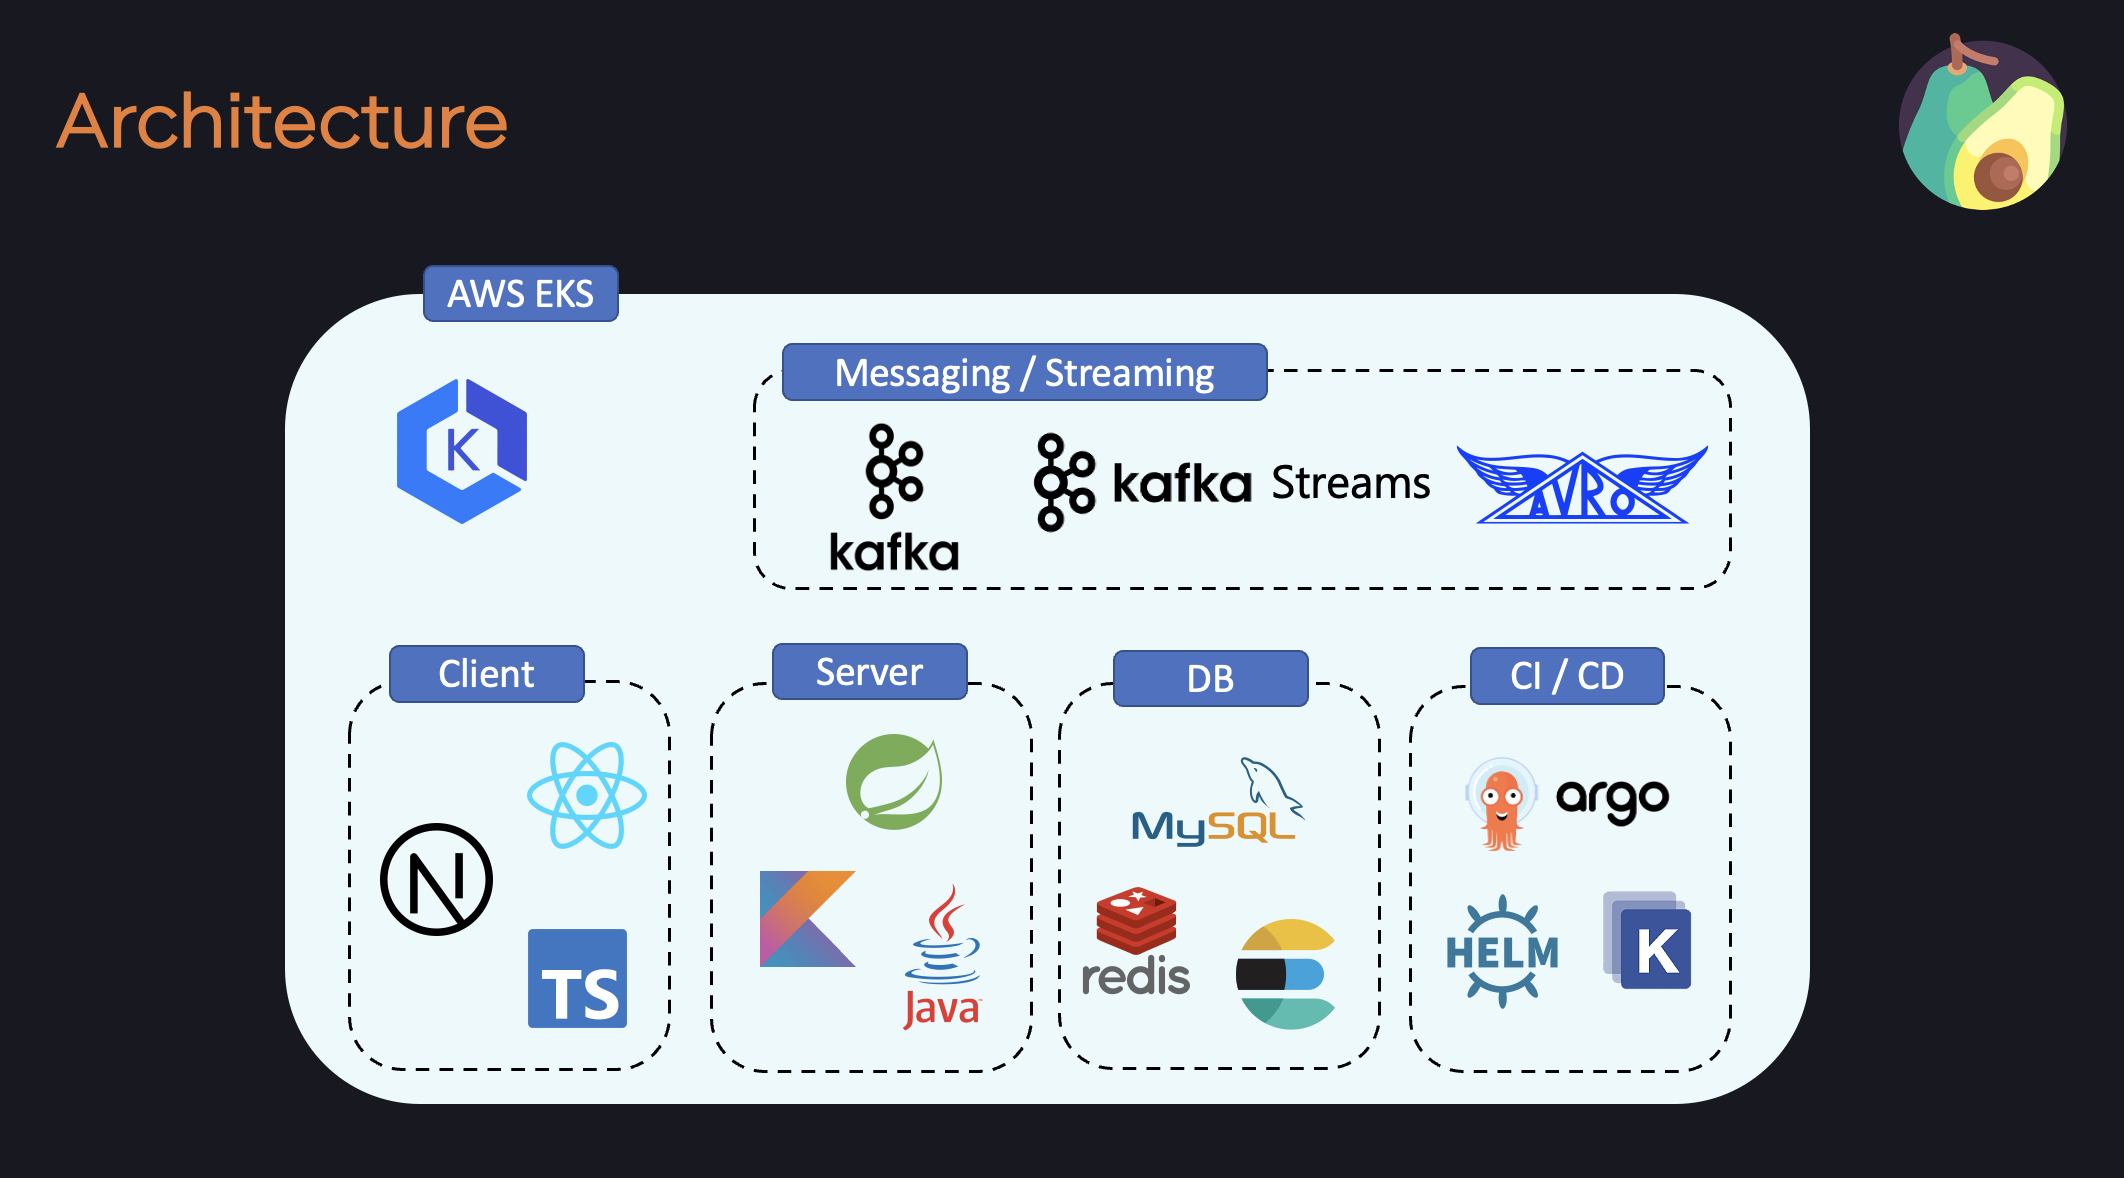 Architecture
AWS EKS
K
Messaging / Streaming
kafka
kafka Streams
AVRO
Client
N
TS
Server
Java
DB
MySQL
redis
CI / CD
argo
HELM
K